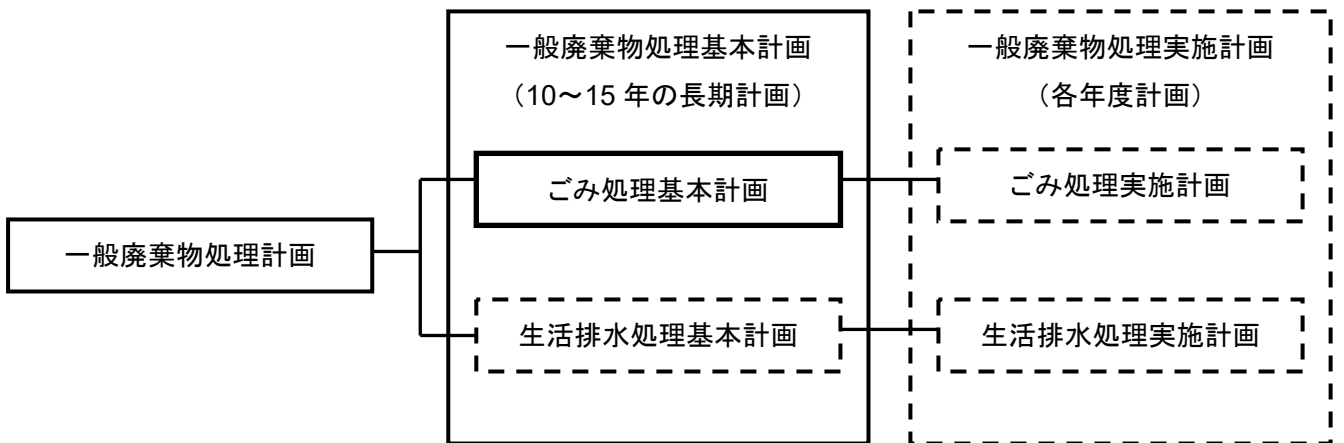 一般廃棄物処理計画
一般廃棄物処理基本計画
（10～15 年の長期計画）
ごみ処理基本計画
生活排水処理基本計画
一般廃棄物処理実施計画
（各年度計画）
ごみ処理実施計画
生活排水処理実施計画